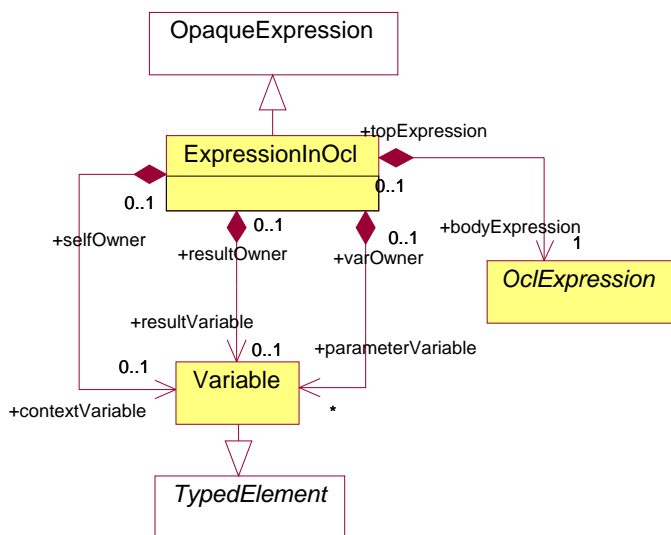 OpaqueExpression
+topExpression
ExpressionInOcl
0..1
0..1
0..1
0..1
+selfOwner
+resultOwner
+varOwner
+bodyExpression
1
OclExpression
+resultVariable
+parameterVariable
0..1
0..1
Variable
+contextVariable
*
TypedElement